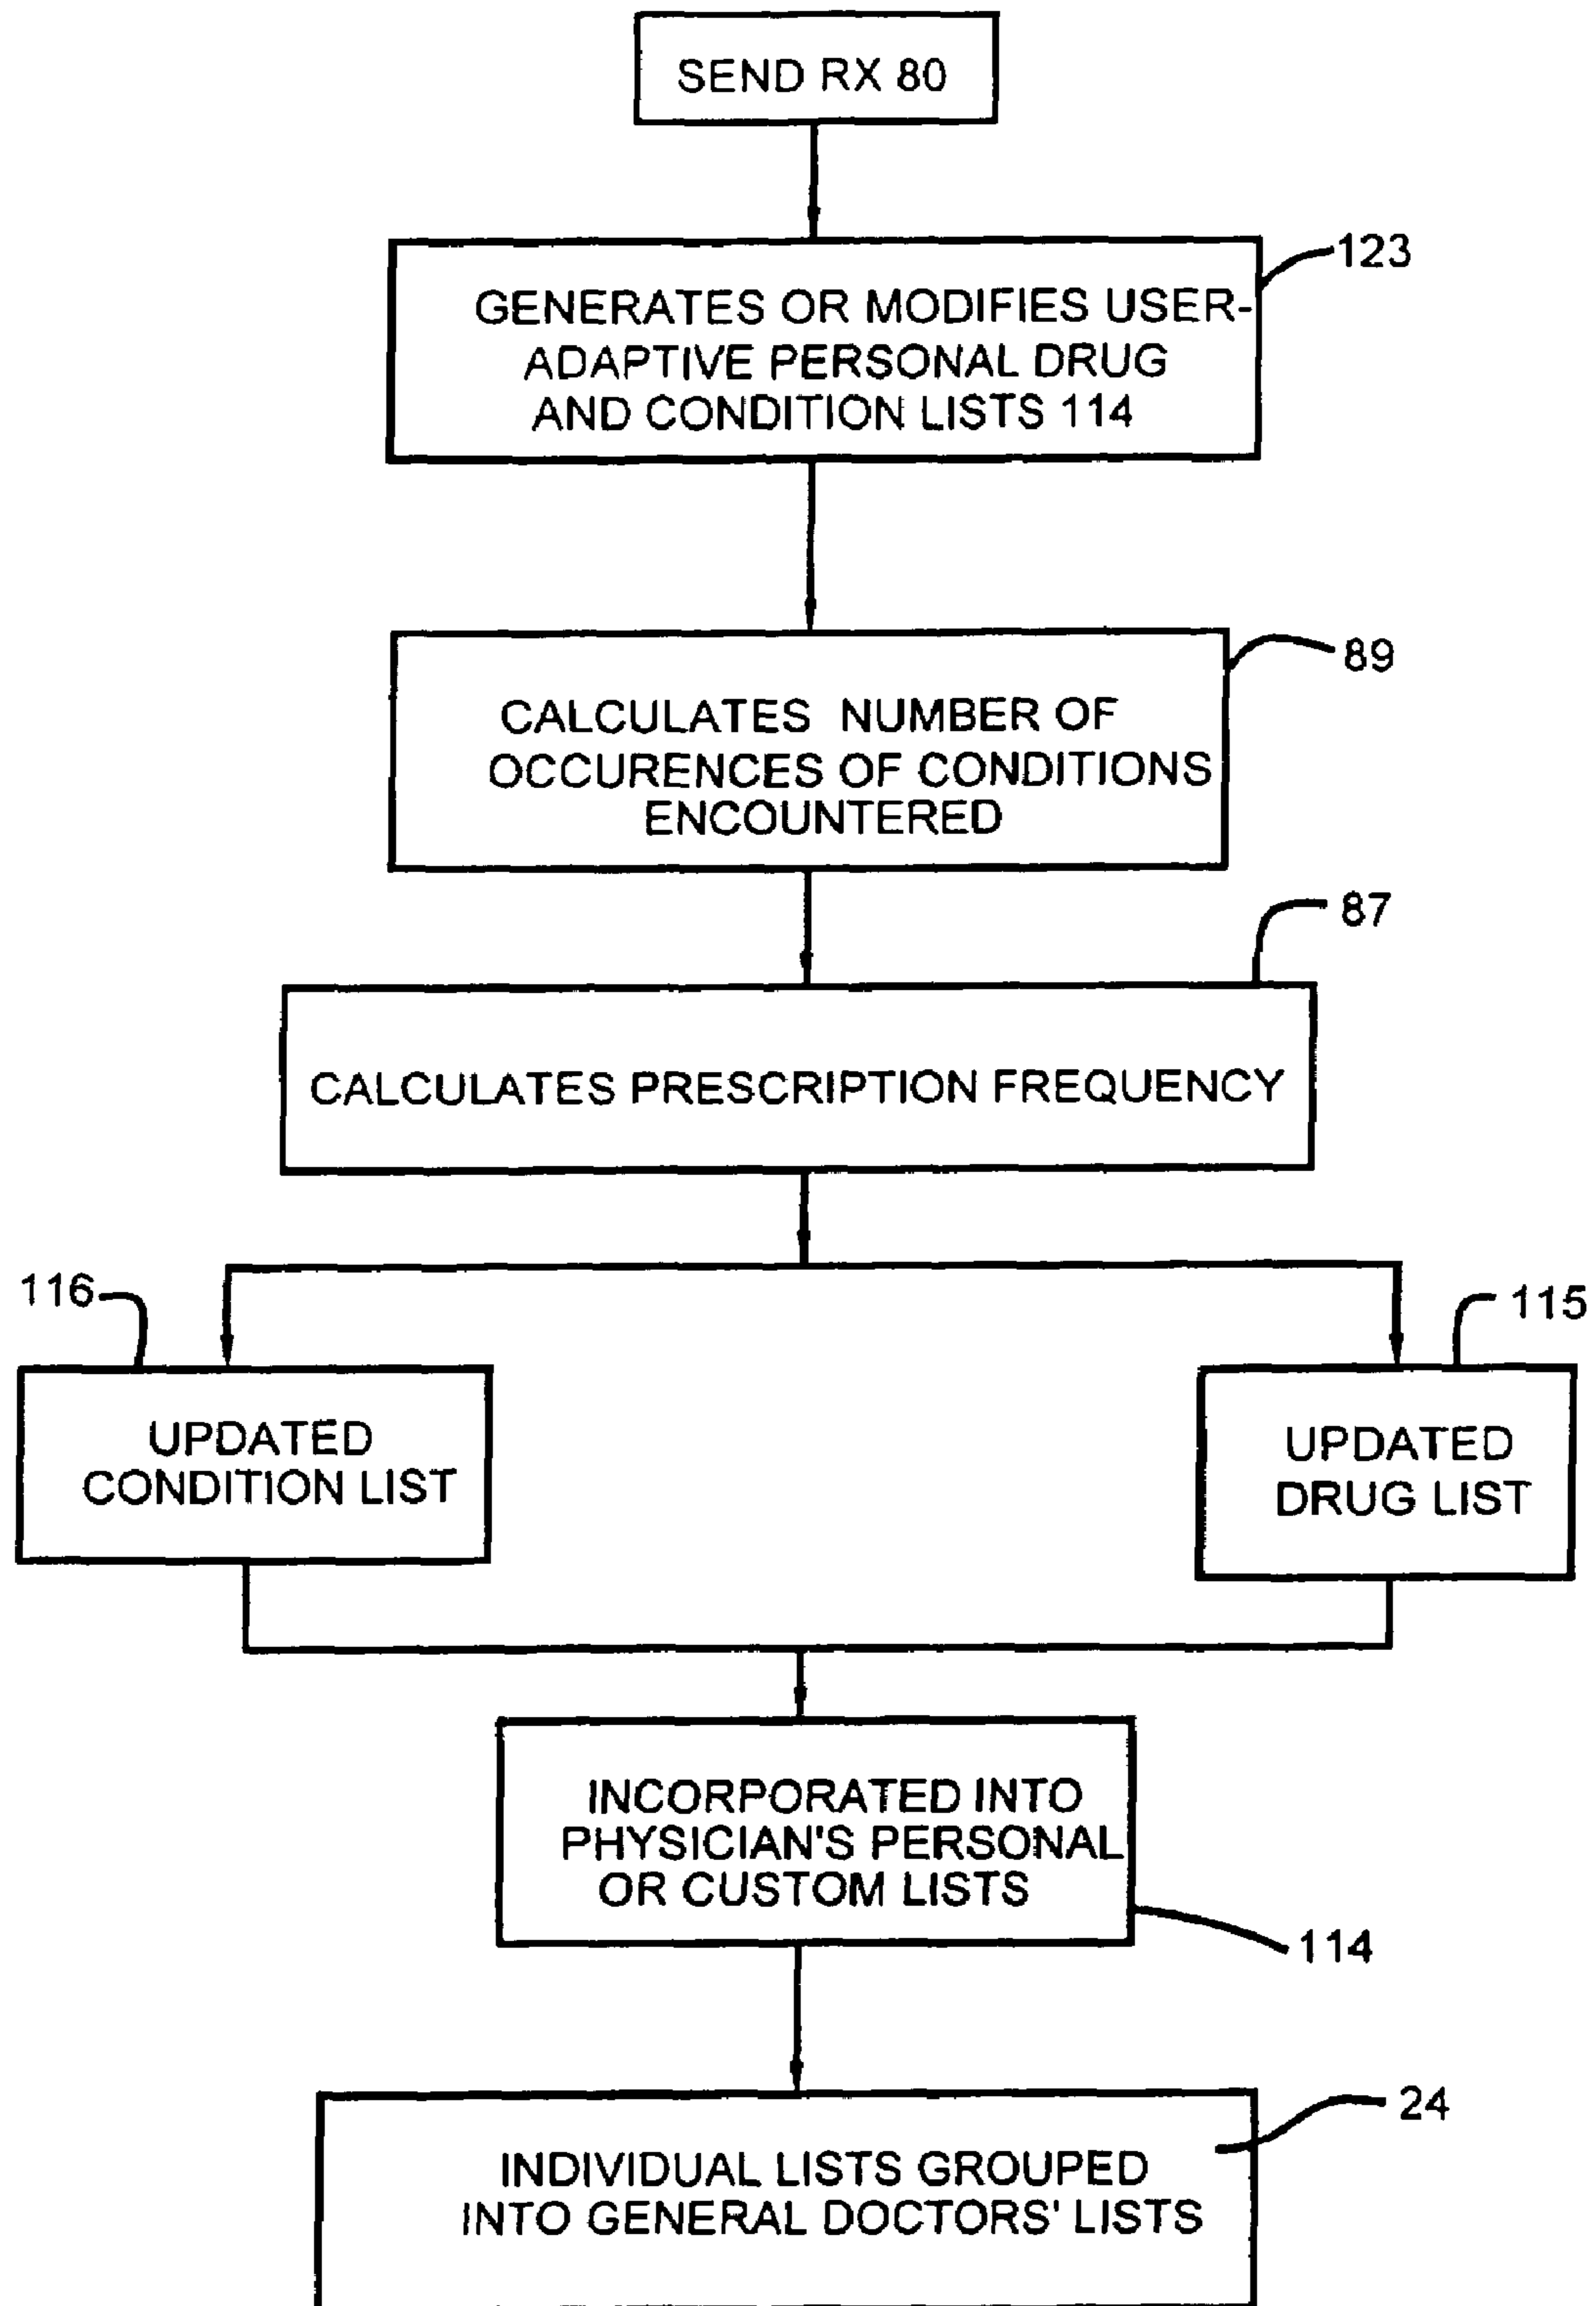 SEND RX 80
123
GENERATES OR MODIFIES USER-
ADAPTIVE PERSONAL DRUG
AND CONDITION LISTS 114
89
CALCULATES NUMBER OF
OCCURENCES OF CONDITIONS
ENCOUNTERED
87
CALCULATES PRESCRIPTION FREQUENCY
116
115
UPDATED
CONDITION LIST
UPDATED
DRUG LIST
INCORPORATED INTO
PHYSICIAN'S PERSONAL
OR CUSTOM LISTS
114
24
INDIVIDUAL LISTS GROUPED
INTO GENERAL DOCTORS' LISTS